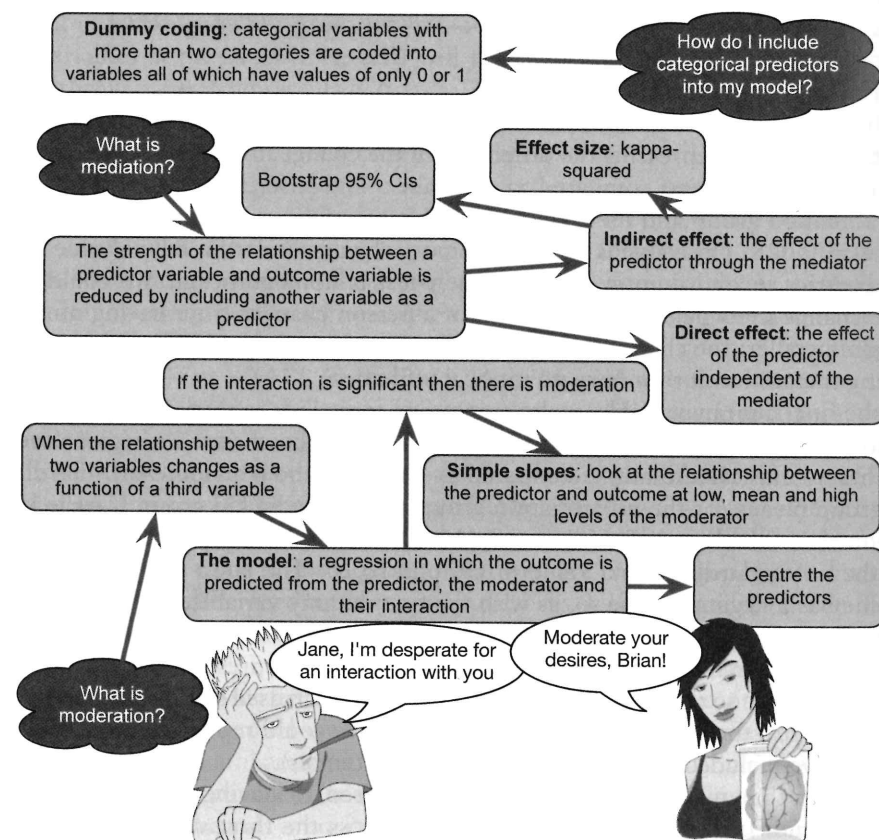 Dummy coding: categorical variables with
more than two categories are coded into
variables all of which have values of only 0 or 1
How do I include
categorical predictors
into my model?
What is
mediation?
Bootstrap 95% CIs
Effect size: kappa-
squared
The strength of the relationship between a
predictor variable and outcome variable is
reduced by including another variable as a
predictor
Indirect effect: the effect of the
predictor through the mediator
Direct effect: the effect
of the predictor
independent of the
mediator
If the interaction is significant then there is moderation
When the relationship between
two variables changes as a
function of a third variable
Simple slopes: look at the relationship between
the predictor and outcome at low, mean and high
levels of the moderator
The model: a regression in which the outcome is
predicted from the predictor, the moderator and
their interaction
Centre the
predictors
What is
moderation?
Jane, I'm desperate for
an interaction with you
Moderate your
desires, Brian!